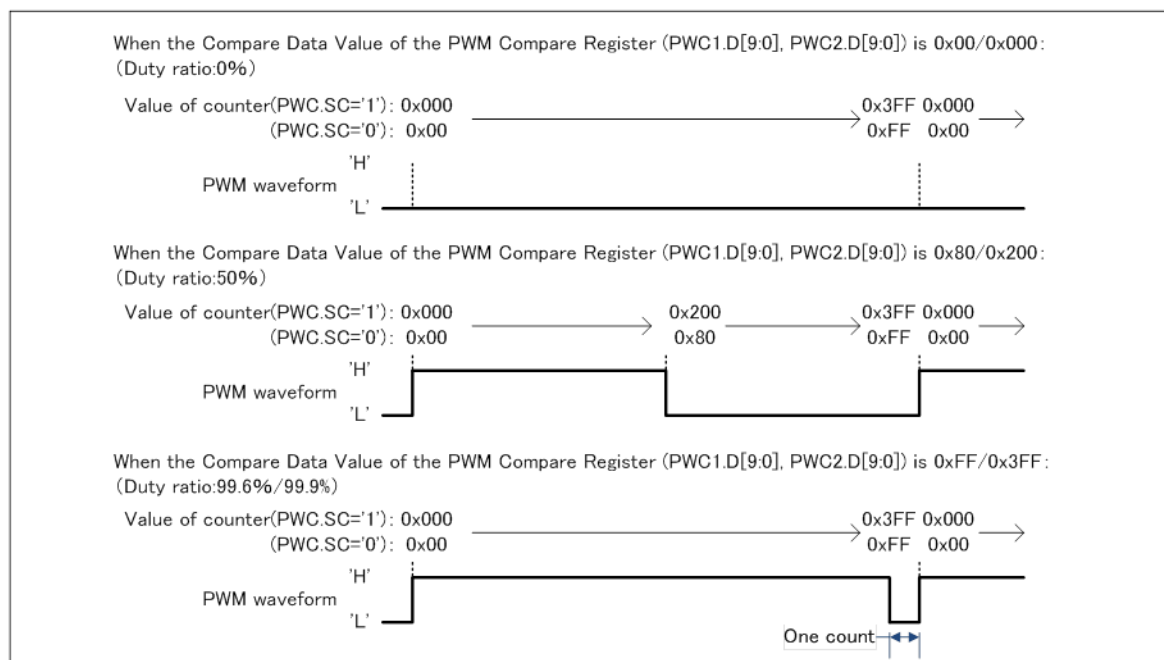 When the Compare Data Value of the PWM Compare Register (PWC1.D[9:0], PWC2.D[9:0]) is 0x00/0x000:
(Duty ratio:0%)
Value of counter(PWC.SC='1'): 0x000 0x3FF 0x000
(PWC.SC='0'): 0x00 0xFF 0x00
'H'
PWM waveform
'L'
When the Compare Data Value of the PWM Compare Register (PWC1.D[9:0], PWC2.D[9:0]) is 0x80/0x200:
(Duty ratio:50%)
Value of counter(PWC.SC='1'): 0x000 0x200 0x3FF 0x000
(PWC.SC='0'): 0x00 0x80 0xFF 0x00
'H'
PWM waveform
'L'
When the Compare Data Value of the PWM Compare Register (PWC1.D[9:0], PWC2.D[9:0]) is 0xFF/0x3FF:
(Duty ratio:99.6%/99.9%)
Value of counter(PWC.SC='1'): 0x000 0x3FF 0x000
(PWC.SC='0'): 0x00 0xFF 0x00
'H'
PWM waveform
'L'
One count